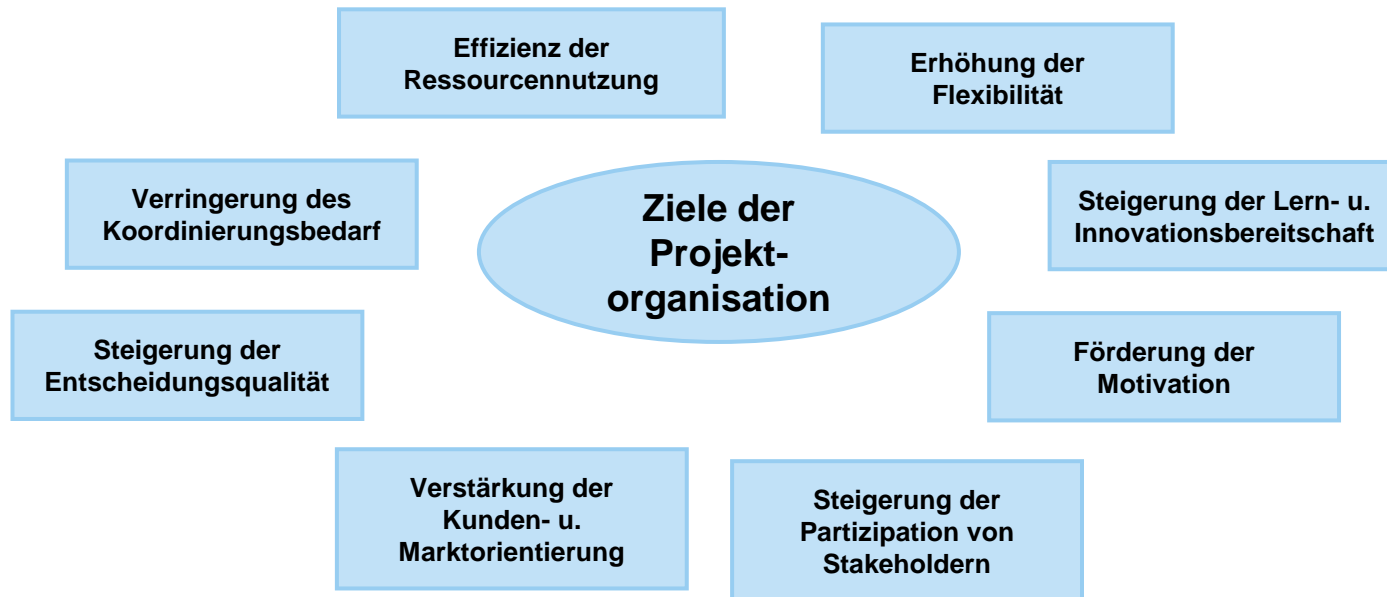 Effizienz der
Ressourcennutzung
Erhöhung der
Flexibilität
Verringerung des
Koordinierungsbedarf
Ziele der
Projekt-
organisation
Steigerung der Lern- u.
Innovationsbereitschaft
Steigerung der
Entscheidungsqualität
Förderung der
Motivation
Verstärkung der
Kunden- u.
Marktorientierung
Steigerung der
Partizipation von
Stakeholdern